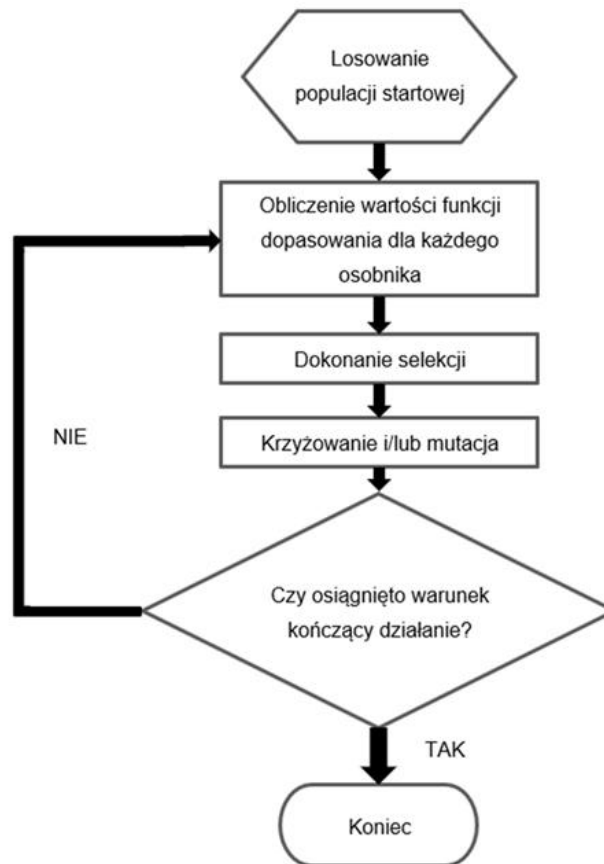 Losowanie
populacji startowej
Obliczenie wartości funkcji
dopasowania dla każdego
osobnika
Dokonanie selekcji
Krzyżowanie i/lub mutacja
NIE
Czy osiągnięto warunek
kończący działanie?
TAK
Koniec